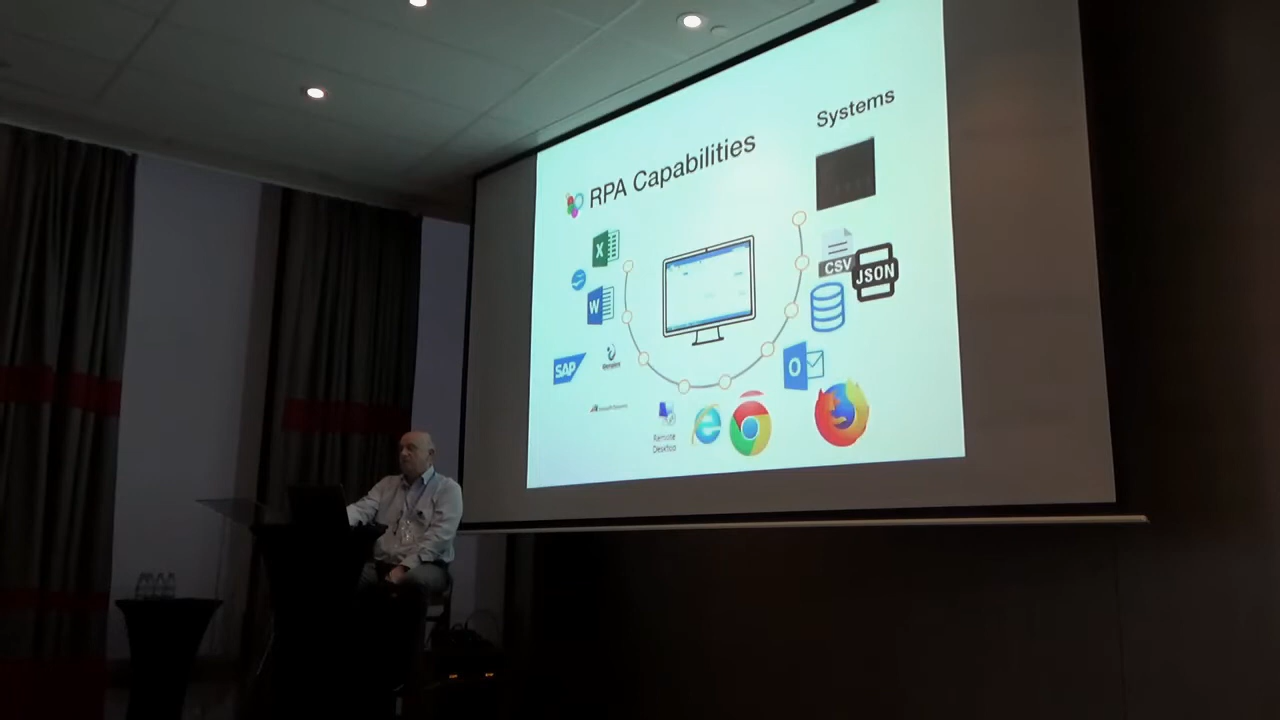 Systems
RPA Capabilities
X
CSV
JSON
W
SAP
O
Remote
Desktop